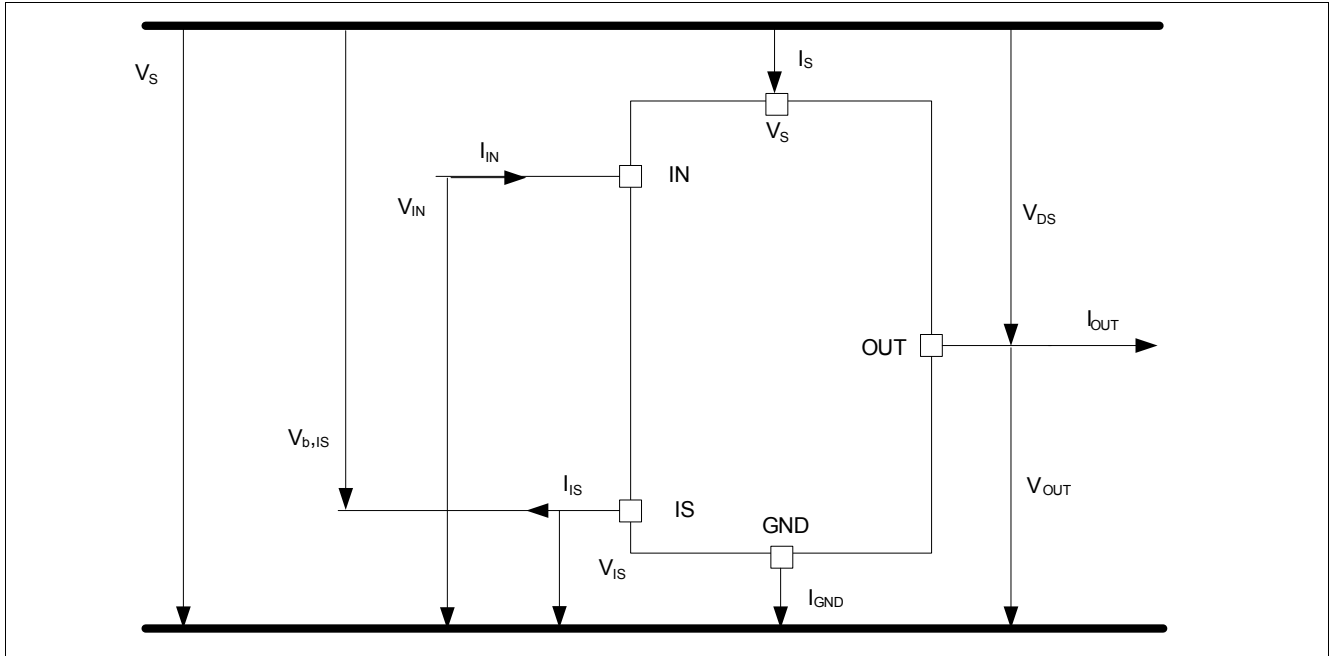 V_S
I_S
V_S
I_IN
IN
V_IN
V_DS
I_OUT
OUT
V_b,IS
I_IS
IS
V_OUT
GND
V_IS
I_GND